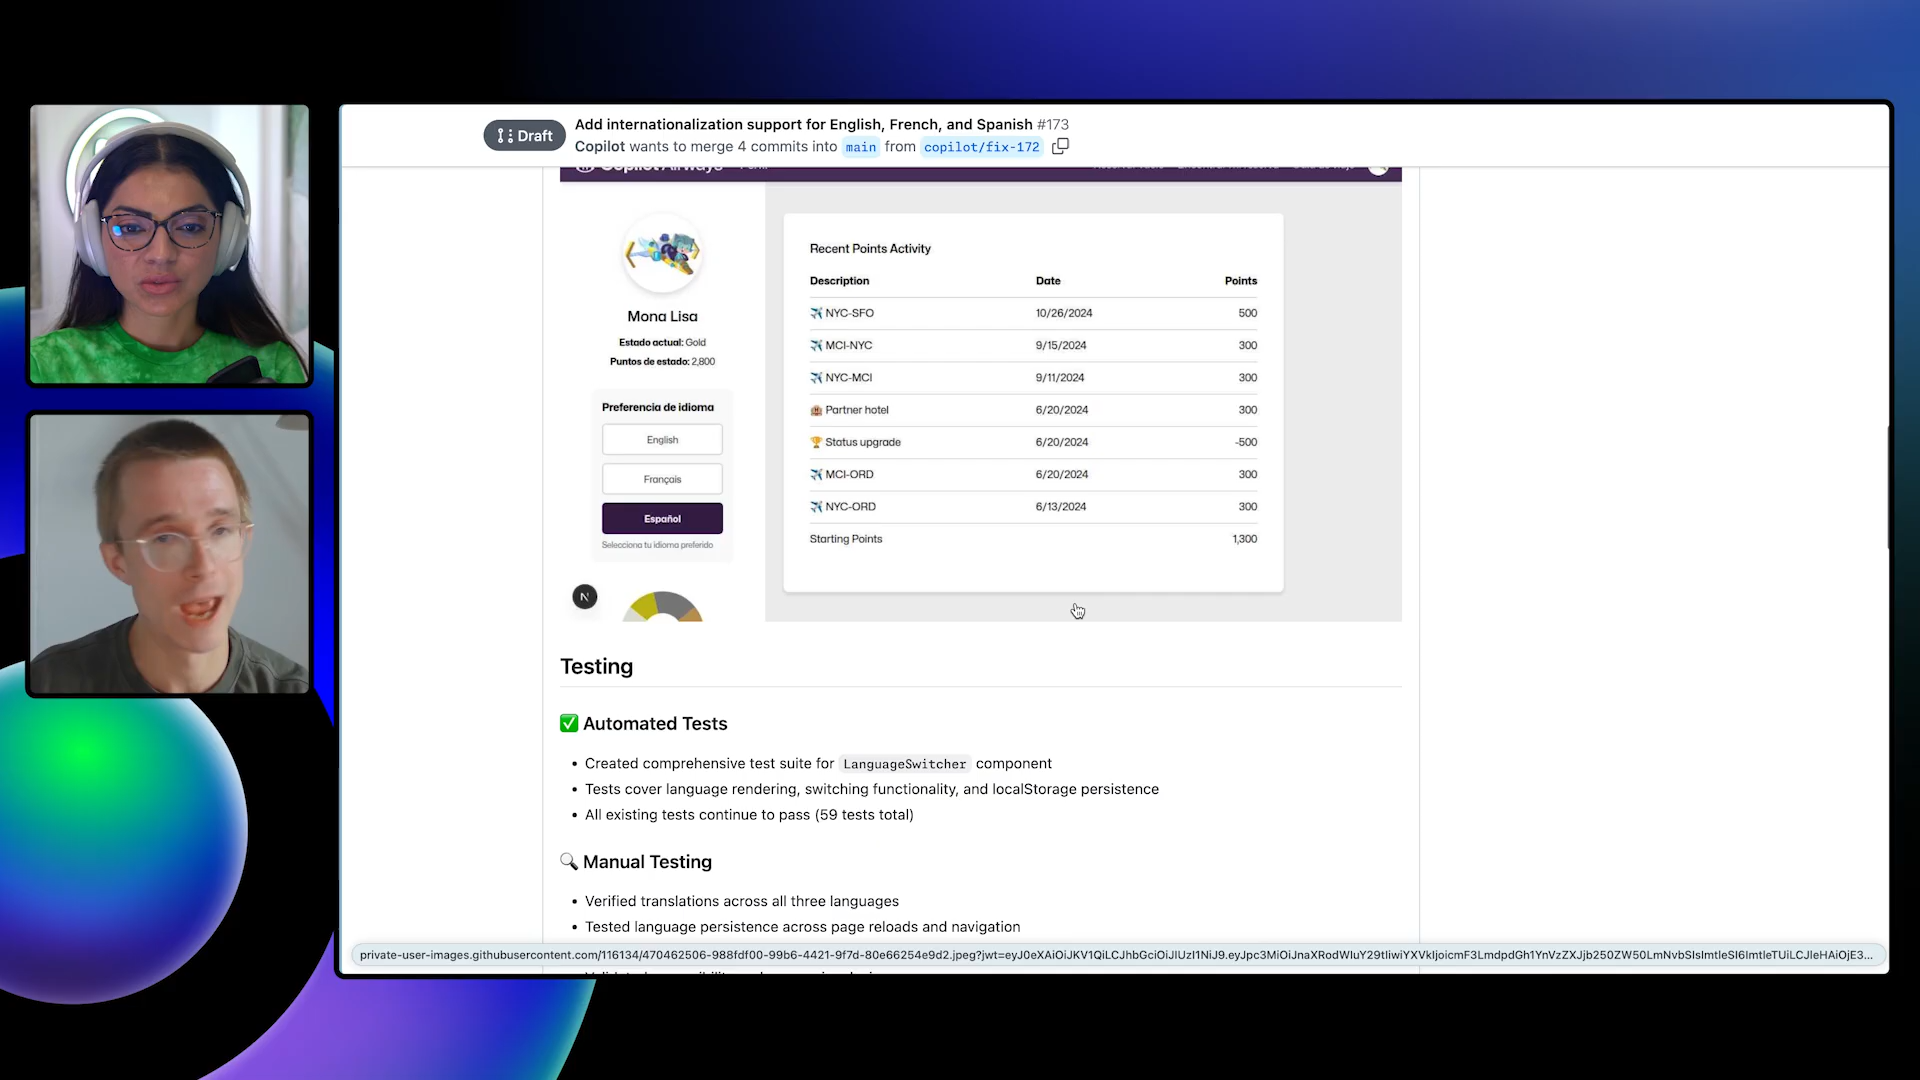 Draft
Add internationalization support for English, French, and Spanish #173
Copilot wants to merge 4 commits into main from copilot/fix-172
Copilot Airways
Mona Lisa
Estado actual: Gold
Puntos de estado: 2,800
Preferencia de idioma
English
Français
Español
Selecciona tu idioma preferido
N
Recent Points Activity
Description Date Points
NYC-SFO 10/26/2024 500
MCI-NYC 9/15/2024 300
NYC-MCI 9/11/2024 300
Partner hotel 6/20/2024 300
Status upgrade 6/20/2024 -500
MCI-ORD 6/20/2024 300
NYC-ORD 6/13/2024 300
Starting Points 1,300
Testing
✅ Automated Tests
• Created comprehensive test suite for LanguageSwitcher component
• Tests cover language rendering, switching functionality, and localStorage persistence
• All existing tests continue to pass (59 tests total)
🔍 Manual Testing
• Verified translations across all three languages
• Tested language persistence across page reloads and navigation